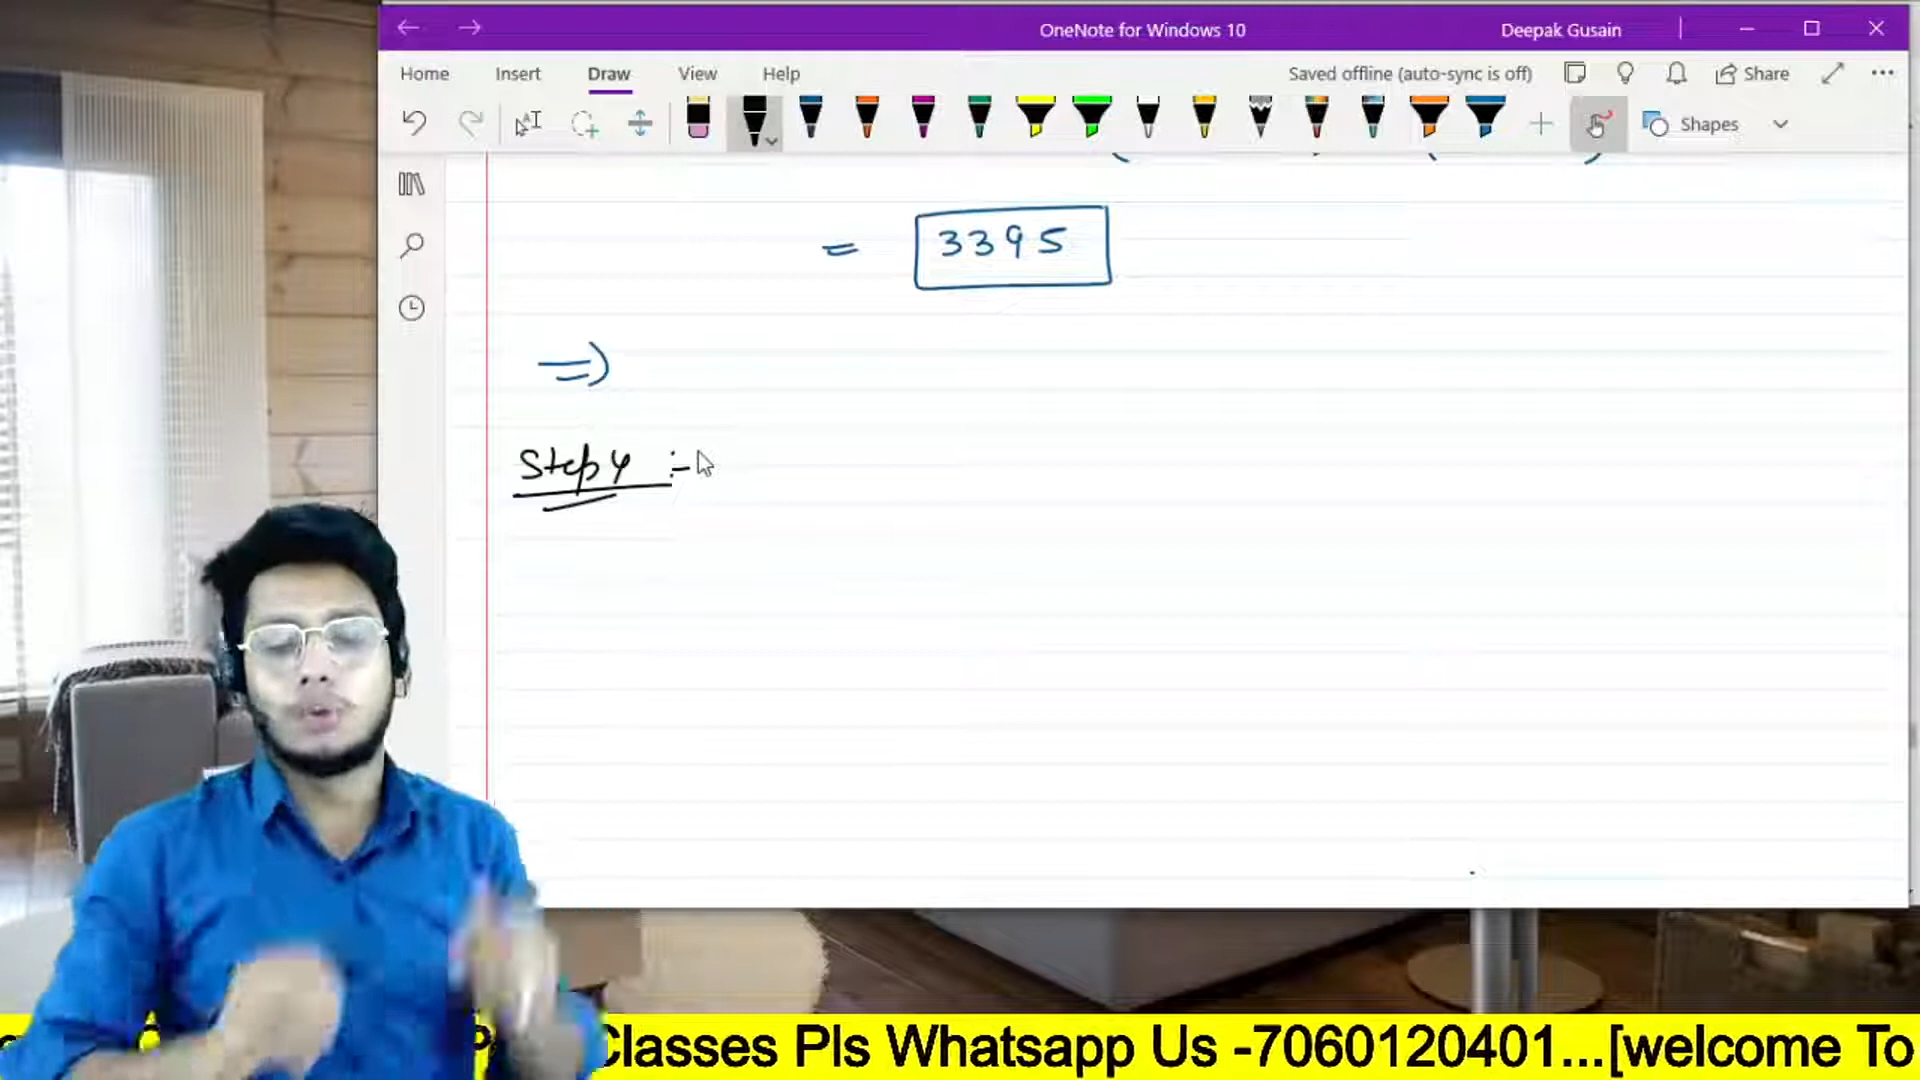 OneNote for Windows 10
Deepak Gusain
Home Insert Draw View Help
Saved offline (auto-sync is off)
Share
Shapes
= 3395
=>
Step 4 :-
Classes Pls Whatsapp Us -7060120401...[welcome To